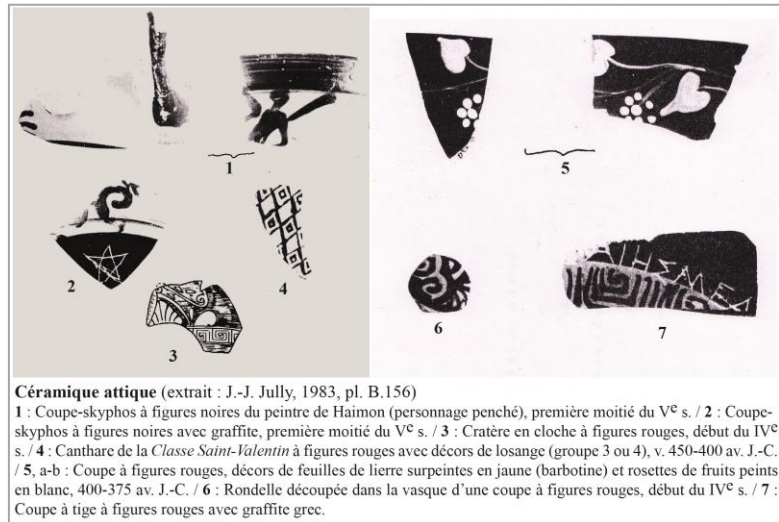 1
2
3
4
5
6
7
Céramique attique (extrait : J.-J. Jully, 1983, pl. B.156)
1 : Coupe-skyphos à figures noires du peintre de Haimon (personnage penché), première moitié du Ve s. / 2 : Coupe-
skyphos à figures noires avec graffite, première moitié du Ve s. / 3 : Cratère en cloche à figures rouges, début du IVe
s. / 4 : Canthare de la Classe Saint-Valentin à figures rouges avec décors de losange (groupe 3 ou 4), v. 450-400 av. J.-C.
/ 5, a-b : Coupe à figures rouges, décors de feuilles de lierre surpeintes en jaune (barbotine) et rosettes de fruits peints
en blanc, 400-375 av. J.-C. / 6 : Rondelle découpée dans la vasque d'une coupe à figures rouges, début du IVe s. / 7 :
Coupe à tige à figures rouges avec graffite grec.